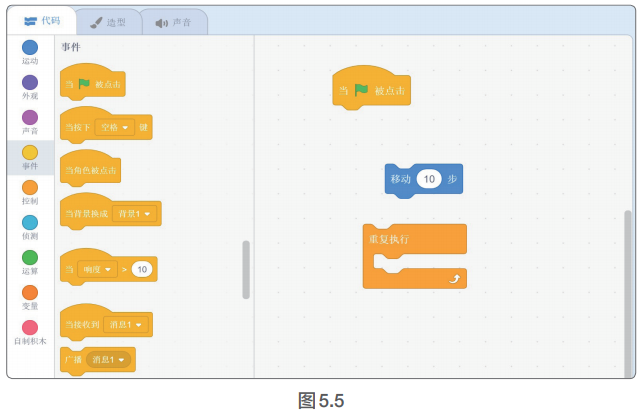 代码
造型
声音
运动
外观
声音
事件
控制
侦测
运算
变量
自制积木
事件
当 被点击
当按下 空格 键
当角色被点击
当背景换成 背景1
当 响度 > 10
当接收到 消息1
广播 消息1
当 被点击
移动 10 步
重复执行
图5.5